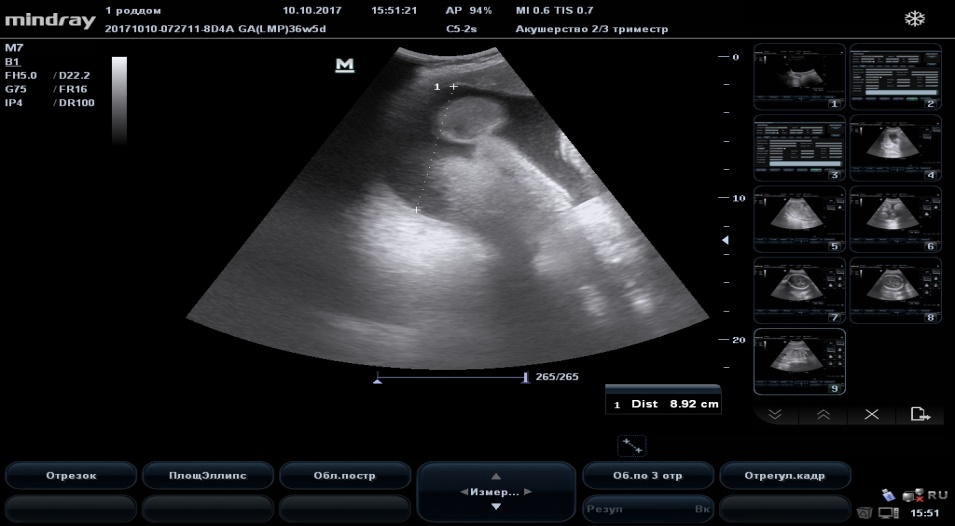 mindray
1 роддом 10.10.2017 15:51:21 AP 94% MI 0.6 TIS 0.7
20171010-072711-8D4A GA(LMP)36w5d C5-2s Акушерство 2/3 триместр
M7
B1
FH5.0 / D22.2
G75 / FR16
IP4 / DR100
M
1
0
10
20
265/265
1 Dist 8.92 cm
1
2
3
4
5
6
7
8
9
Отрезок
ПлощЭллипс
Обл.постр
Измер...
Об.по 3 отр
Отрегул.кадр
Резул Вк
RU
15:51